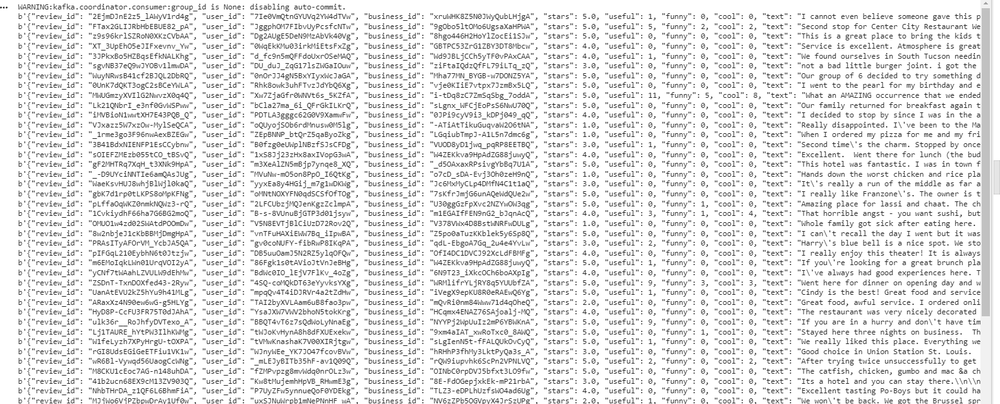 WARNING:kafka.coordinator.consumer:group_id is None: disabling auto-commit.
b'{"review_id": "2EjmDJnE2z5_lAWyV1rd4g", "user_id": "7Ie0VmQtnGYUVq2YW4dTVw", "business_id": "xruWHK8Z5N0JWyQubLHjgA", "stars": 5.0, "useful": 1, "funny": 0, "cool": 0, "text": "I cannot even believe someone gave this p
b'{"review_id": "FTax2GLIJRbHbEBUE82_pA", "user_id": "JggphOM7FIbvUyPcsfcNTw", "business_id": "9gObo5ltOMo6UgsaXaHPWA", "stars": 5.0, "useful": 5, "funny": 2, "cool": 2, "text": "Second stop for Center City Restaurant We
b'{"review_id": "z9s96krlSZRoN0XKzCVbAA", "user_id": "Dg2AUgE5DeN9MzAbVk40Vg", "business_id": "8hgo446H2HoYlZocEi1SJw", "stars": 5.0, "useful": 0, "funny": 0, "cool": 0, "text": "This is a great place to bring the kids t
b'{"review_id": "XT_3UpEhO5eJIFxevnv_Yw", "user_id": "0WqEkKMu03irkMiEtsFxZg", "business_id": "GBTPC53ZrG1ZBY3DT8Mbcw", "stars": 4.0, "useful": 0, "funny": 0, "cool": 0, "text": "Service is excellent. Atmosphere is great
b'{"review_id": "3JPkxBo5HZBqsEfkNALKhg", "user_id": "d_fc9n5mQFFdoUxrOSeMAQ", "business_id": "Wd9JBLjCCh5yTF0vPAxCAA", "stars": 4.0, "useful": 1, "funny": 0, "cool": 0, "text": "We found ourselves in South Tucson needin
b'{"review_id": "sgvNB37eQ9wJYOBv1lmwDA", "user_id": "DU_duJ_ZqG17lsZWGaIOuw", "business_id": "ziFtaIQdzQfFL79iLTq_zQ", "stars": 3.0, "useful": 0, "funny": 0, "cool": 0, "text": "not a bad little burger joint. i got the
b'{"review_id": "WuyNRwsB41cf2BJQL2DbRQ", "user_id": "0nOrJJ4gN5BxYIyxWcJaGA", "business_id": "Mha77MN_BYGB-w7DONZ5YA", "stars": 5.0, "useful": 0, "funny": 0, "cool": 0, "text": "Our group of 6 decided to try something d
b'{"review_id": "0UnK7dQKT3ogC2sBCeYWLA", "user_id": "Rhk8owk3uhFTvzJdYbQ6Xg", "business_id": "vje0KIiE7vtpx7JzmBx5LQ", "stars": 5.0, "useful": 0, "funny": 0, "cool": 0, "text": "I went to the pearl for my birthday and e
b'{"review_id": "MWUGmzyXVIlG2NwvzX0q4Q", "user_id": "Xw7ZjaGfr0WNVt6s_5KZfA", "business_id": "i-tDq8zC7ZmSqSbg_7oddA", "stars": 5.0, "useful": 11, "funny": 5, "cool": 8, "text": "What an AMAZING occurrence that we ended
b'{"review_id": "Lk21QNbrI_e3nf0GvWSPww", "user_id": "bCla27ma_6i_QFrGkILKrQ", "business_id": "sLgnx_WFCjEoPsS6NwU70Q", "stars": 5.0, "useful": 0, "funny": 0, "cool": 0, "text": "Our family returned for breakfast again t
b'{"review_id": "iMVBioN1wwtXH7E43PQB_Q", "user_id": "PDTLA3gggc62G0V9XamwFw", "business_id": "0JPi9cyV9i3_kDPj049_qQ", "stars": 4.0, "useful": 0, "funny": 0, "cool": 0, "text": "I decided to stop by since I was in the a
b'{"review_id": "VJxazz5W7xzOw-MylSeQCA", "user_id": "oQUyojSOb6rdMnusw0M5lg", "business_id": "-ATiAtTikuGuqvaW2O6tNA", "stars": 1.0, "useful": 0, "funny": 0, "cool": 0, "text": "Really disappointed. I\'ve been to the Ma
b'{"review_id": "_1rme3go3F96nwAexBZEGw", "user_id": "ZEpBNNP_btQrZ5qaByoZkg", "business_id": "LGqiubTmpJ-A1L5n7dmc6g", "stars": 1.0, "useful": 0, "funny": 0, "cool": 0, "text": "When I ordered my pizza for me and my fri
b'{"review_id": "3B41BdxNIENFP1EsCCybnw", "user_id": "B0fzg0eUWplNBzfSJsCFDg", "business_id": "VUOD8yD1jwq_pqRP8EETBQ", "stars": 3.0, "useful": 1, "funny": 0, "cool": 0, "text": "Second time\'s the charm. Stopped by once
b'{"review_id": "sOIEFZMEzb055tCO_tBSvQ", "user_id": "1xS8Jj23zHx8axIVopG3wA", "business_id": "W4ZEKkva9HpAdZG88juwyQ", "stars": 4.0, "useful": 0, "funny": 0, "cool": 0, "text": "Excellent.  Went there for lunch (the bud
b'{"review_id": "gF2MHTRq7XqH_t3XNk9HpA", "user_id": "m3XeAlZN5mBjp7ynqe8_XQ", "business_id": "_d5OAxaxRPsivgYbBq7U1A", "stars": 5.0, "useful": 0, "funny": 0, "cool": 0, "text": "This hotel was fantastic. I was in town f
b'{"review_id": "_-D9UYciNNTIe6amQAsJUg", "user_id": "MVuNw-mO5on8PpO_I6QtKg", "business_id": "o7cD_sDA-Evj3Oh0zeH9nQ", "stars": 1.0, "useful": 0, "funny": 0, "cool": 0, "text": "Hands down the worst chicken and rice pla
b'{"review_id": "WaeKsvHUJ8whjBlWjl0kaQ", "user_id": "yyxEa8y4HGij_m7g1wDKWg", "business_id": "Jc6MxMyCLp4DMfN4C1t1aQ", "stars": 3.0, "useful": 0, "funny": 0, "cool": 0, "text": "It\'s really a run of the middle as far a
b'{"review_id": "gbK7d1rp0tLKPS8oMpKFNg", "user_id": "oMNtNOXYFN0qdSCSfOfTOg", "business_id": "7sKfrJmjG6unAQeWdQUe2w", "stars": 5.0, "useful": 0, "funny": 0, "cool": 0, "text": "I really like Franzone\'s. The owner is t
b'{"review_id": "pLffaOqWKZ0nmkNQWz3-rQ", "user_id": "2LFCUbzjMQJenKgzZclmpA", "business_id": "U30ggGzFpXvc2NZYwOW3qg", "stars": 5.0, "useful": 0, "funny": 1, "cool": 0, "text": "Amazing place for lassi and chaat. The ch
b'{"review_id": "1CvkiydhF66ha7G6BG2moQ", "user_id": "B-s-8VUnuBjGTP3d01jsyw", "business_id": "m1EGAIfFEN9nG2_bJqnAcQ", "stars": 4.0, "useful": 3, "funny": 1, "cool": 4, "text": "That horrible angst - you want sushi, but
b'{"review_id": "OMUO1w4zd02SWAtdPOOmDw", "user_id": "V5N8EVTjBlCiUzD72Rov2Q", "business_id": "V378VWx4D8BstWNRFwDULg", "stars": 1.0, "useful": 0, "funny": 0, "cool": 0, "text": "Whole family got sick after eating here.
b'{"review_id": "8w2nbjeJ1cKbBBMjDmgHpA", "user_id": "vnTFuHAXiEWW7Bq_iIpwBA", "business_id": "Z5po0aTuzKKblek5y6Sp8Q", "stars": 5.0, "useful": 0, "funny": 0, "cool": 0, "text": "I can\'t recall the day I went but it was
b'{"review_id": "PRAsITyAFOrVM_YcbJA5QA", "user_id": "gv0coNUFY-fibRwP8IKqPA", "business_id": "qdL-EbgoA7Gq_2u4e4YvLw", "stars": 3.0, "useful": 2, "funny": 0, "cool": 0, "text": "Harry\'s blue bell is a nice spot. We sto
b'{"review_id": "pIFGqL210EybhN6t0Jtzjw", "user_id": "DB5uuOamJ5N2RZ5ylqOFQw", "business_id": "OfI4DC1DVCJ92XcLdFBMFg", "stars": 4.0, "useful": 0, "funny": 0, "cool": 0, "text": "I really enjoy this theater! It is always
b'{"review_id": "m6EMoIqkLWn01UrqVOI2yA", "user_id": "86Fgk1s0tAVioJtVnJeBHg", "business_id": "W4ZEKkva9HpAdZG88juwyQ", "stars": 5.0, "useful": 1, "funny": 0, "cool": 0, "text": "If you\'re looking for a great brunch pla
b'{"review_id": "yCNf7tWAahLZVULW9dEhMw", "user_id": "BdWc0IO_lEjV7FlKv_4oZg", "business_id": "6N9T23_iXkcOCh6boAXpIg", "stars": 4.0, "useful": 0, "funny": 0, "cool": 0, "text": "I\'ve always had good experiences here. T
b'{"review_id": "ZSDnT-TxnDOXfed43-2Ryw", "user_id": "4SQ-coMQkDT63eYyvksYXg", "business_id": "WRMlifrYLjRY8q5YUUbfZA", "stars": 5.0, "useful": 9, "funny": 3, "cool": 3, "text": "Went here for dinner on opening day and w
b'{"review_id": "UanAtEVU2kZ5hYu9h41MLg", "user_id": "mpqQv4T4iDJRVr4a2tZdHw", "business_id": "iVegX9epKU8R0eRAEwQ6Yg", "stars": 5.0, "useful": 1, "funny": 0, "cool": 0, "text": "Cindy is the best! Great food and service
b'{"review_id": "ARaxXz4N90ew6wG-g5HLYg", "user_id": "TAI2byXVLAam6uB8fao3pw", "business_id": "mQvRi0nm84Www71d4qOheQ", "stars": 2.0, "useful": 0, "funny": 0, "cool": 0, "text": "Great food, awful service. I ordered onli
b'{"review_id": "HyD8P-CcFU3FR75T0dJAhA", "user_id": "YsaJXW7VWV2bhoN5tokKrg", "business_id": "HCqmx4ENAZ76SAjoalj-MQ", "stars": 4.0, "useful": 0, "funny": 0, "cool": 0, "text": "The restaurant was very nicely decorated
b'{"review_id": "ulk36r__RoJhfyDVTexo_A", "user_id": "BBQT4vT6z7sQdWoLyNnaEg", "business_id": "NYYPj2WpUuIz2mP6YBWKnA", "stars": 5.0, "useful": 9, "funny": 0, "cool": 0, "text": "If you are in a hurry and don\'t have tim
b'{"review_id": "Lj1TAURE_hYtPW3IlhKWMg", "user_id": "tWJoKvHynA8h8dFXUExekw", "business_id": "9xm4aIAT_xwRoTxc0_8AWQ", "stars": 5.0, "useful": 0, "funny": 1, "cool": 0, "text": "Stayed here three nights on business.  Th
b'{"review_id": "W1feLyzh7XPyHrgU-tOXPA", "user_id": "tVMwKnashaK7V00XIRjtgw", "business_id": "sLgIenN5t-fFALQUkOvCyQ", "stars": 5.0, "useful": 1, "funny": 0, "cool": 0, "text": "We really liked this place. Everything we
b'{"review_id": "rGI8UdsEGiGeETFiu1VK1w", "user_id": "WJnyWEe_YK7JO47fcovBVw", "business_id": "hRHhP3fhMy3LktPyQa3s_A", "stars": 3.0, "useful": 0, "funny": 0, "cool": 0, "text": "Good choice in Union Station St. Louis.
b'{"review_id": "wR6Bl-Vywqd56UaogCcWNg", "user_id": "_mLEJyBITb35hF-av1Q09Q", "business_id": "rQW9iupvhk6ScPn2VPNLVQ", "stars": 5.0, "useful": 2, "funny": 0, "cool": 2, "text": "After trying twice unsuccessfully to get
b'{"review_id": "M8CKU1cEoc7AG-n148uhDA", "user_id": "fZMPvpzg8mvWdq0nrOLz3w", "business_id": "OINbC0rpDVJ5bfxt3LO9fw", "stars": 5.0, "useful": 0, "funny": 0, "cool": 0, "text": "The catfish, chicken, gumbo and mac &a ch
b'{"review_id": "41b2ucn68EX9cM13ZV903Q", "user_id": "Kw8tMujemhHpVB_RHwmE3g", "business_id": "8E-FdOGepjxkEk-mP21rbA", "stars": 3.0, "useful": 0, "funny": 0, "cool": 0, "text": "Its a hotel and you can stay there.\\n\\n
b'{"review_id": "NhbTHrDA_z1QF6L6BhmFiA", "user_id": "P7UyZFw5ynnueQoF0YDEkg", "business_id": "TLZ3-eDPLhUzfsWO4ad6Ug", "stars": 4.0, "useful": 0, "funny": 0, "cool": 0, "text": "Excellent tasting Po-Boys but it could ha
b'{"review_id": "MJjWo6VjPZbpwDrAy1Uf0w", "user_id": "uxSJNuWrpb1mNePNnHF_wA", "business_id": "NV6zZPb5OGVpyX4JrSzUPg", "stars": 2.0, "useful": 1, "funny": 0, "cool": 0, "text": "We won\'t be back. We got the Brussel spr